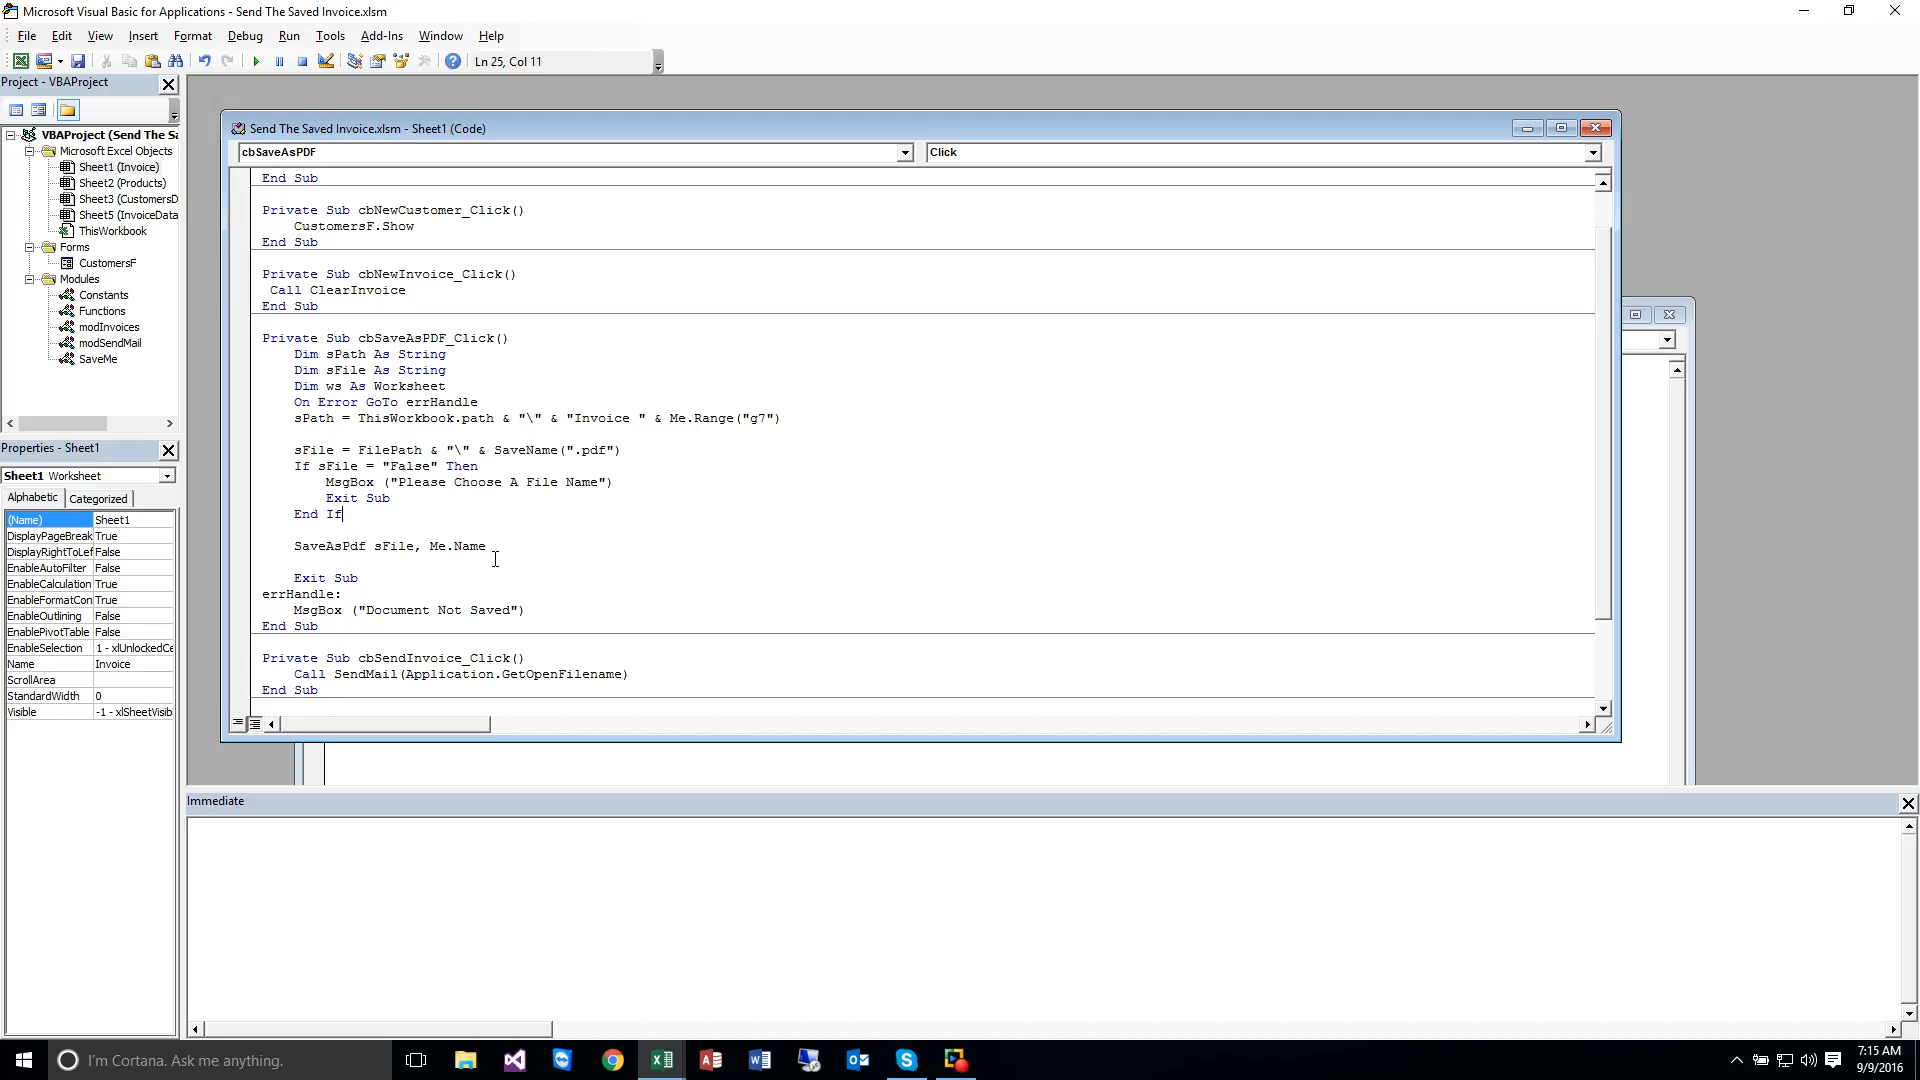 Microsoft Visual Basic for Applications - Send The Saved Invoice.xlsm
File Edit View Insert Format Debug Run Tools Add-Ins Window Help
Ln 25, Col 11
Project - VBAProject
VBAProject (Send The Sa
Microsoft Excel Objects
Sheet1 (Invoice)
Sheet2 (Products)
Sheet3 (CustomersD
Sheet5 (InvoiceData
ThisWorkbook
Forms
CustomersF
Modules
Constants
Functions
modInvoices
modSendMail
SaveMe
Properties - Sheet1
Sheet1 Worksheet
Alphabetic Categorized
(Name) Sheet1
DisplayPageBreak True
DisplayRightToLef False
EnableAutoFilter False
EnableCalculation True
EnableFormatCon True
EnableOutlining False
EnablePivotTable False
EnableSelection 1 - xlUnlockedCe
Name Invoice
ScrollArea
StandardWidth 0
Visible -1 - xlSheetVisib
Send The Saved Invoice.xlsm - Sheet1 (Code)
cbSaveAsPDF Click
End Sub
Private Sub cbNewCustomer_Click()
CustomersF.Show
End Sub
Private Sub cbNewInvoice_Click()
Call ClearInvoice
End Sub
Private Sub cbSaveAsPDF_Click()
Dim sPath As String
Dim sFile As String
Dim ws As Worksheet
On Error GoTo errHandle
sPath = ThisWorkbook.path & "\" & "Invoice " & Me.Range("g7")
sFile = FilePath & "\" & SaveName(".pdf")
If sFile = "False" Then
MsgBox ("Please Choose A File Name")
Exit Sub
End If
SaveAsPdf sFile, Me.Name
Exit Sub
errHandle:
MsgBox ("Document Not Saved")
End Sub
Private Sub cbSendInvoice_Click()
Call SendMail(Application.GetOpenFilename)
End Sub
Immediate
I'm Cortana. Ask me anything.
7:15 AM
9/9/2016